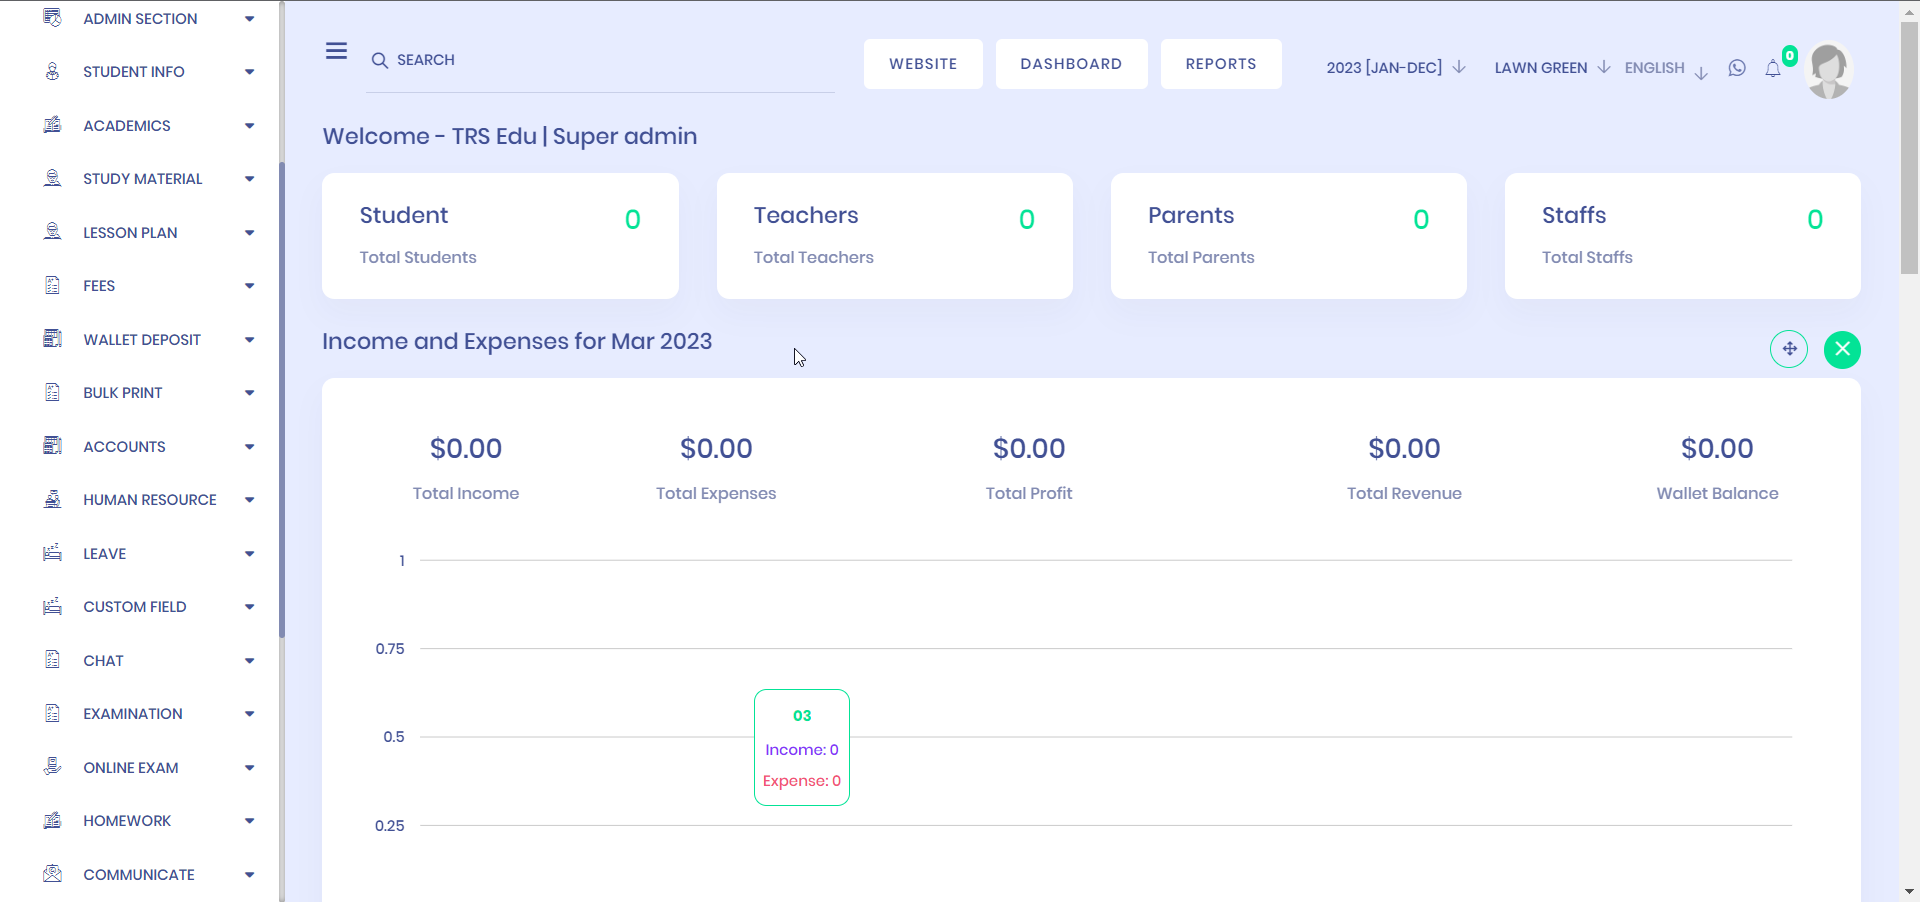 ADMIN SECTION
STUDENT INFO
ACADEMICS
STUDY MATERIAL
LESSON PLAN
FEES
WALLET DEPOSIT
BULK PRINT
ACCOUNTS
HUMAN RESOURCE
LEAVE
CUSTOM FIELD
CHAT
EXAMINATION
ONLINE EXAM
HOMEWORK
COMMUNICATE
SEARCH
WEBSITE
DASHBOARD
REPORTS
2023 [JAN-DEC]
LAWN GREEN
ENGLISH
0
Welcome - TRS Edu | Super admin
Student 0
Total Students
Teachers 0
Total Teachers
Parents 0
Total Parents
Staffs 0
Total Staffs
Income and Expenses for Mar 2023
$0.00
Total Income
$0.00
Total Expenses
$0.00
Total Profit
$0.00
Total Revenue
$0.00
Wallet Balance
1
0.75
0.5
0.25
03
Income: 0
Expense: 0